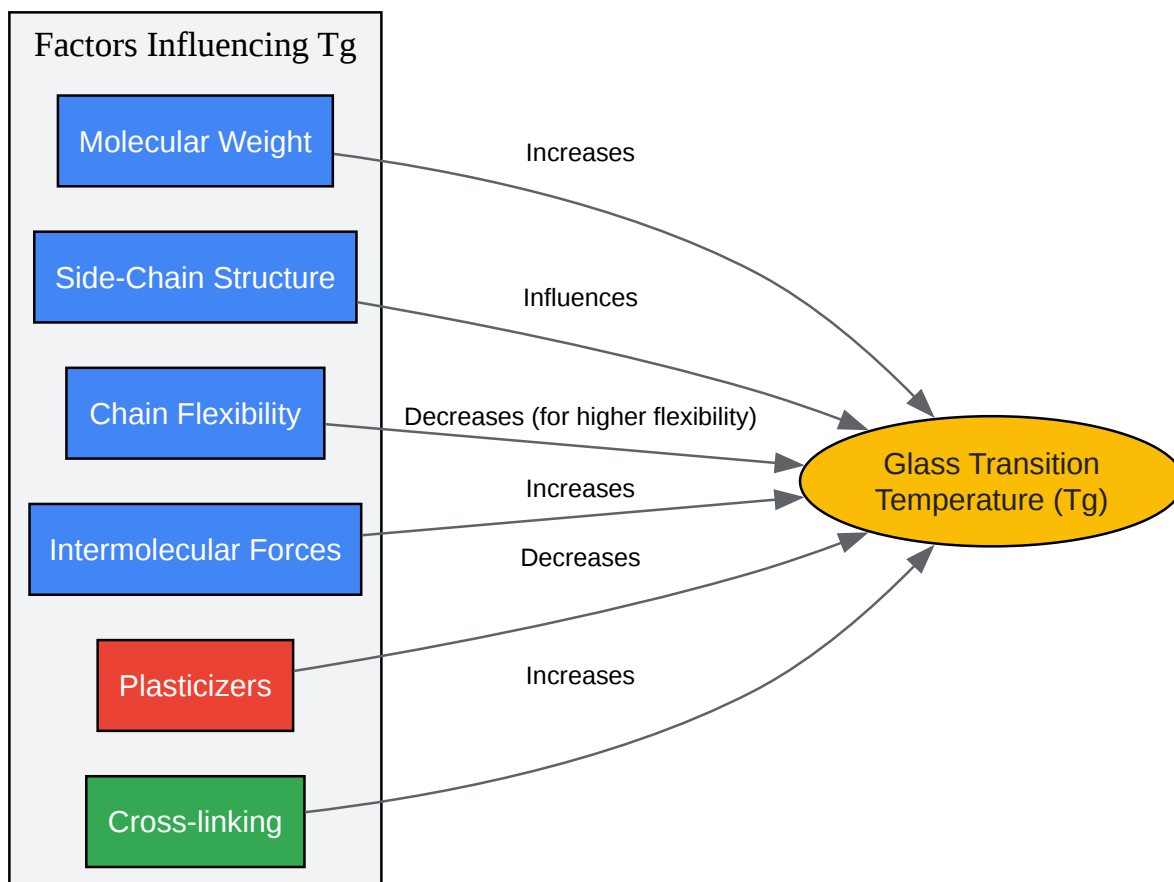 Factors Influencing Tg
Molecular Weight
Increases
Side-Chain Structure
Influences
Chain Flexibility
Decreases (for higher flexibility)
Glass Transition
Temperature (Tg)
Intermolecular Forces
Increases
Decreases
Plasticizers
Increases
Cross-linking